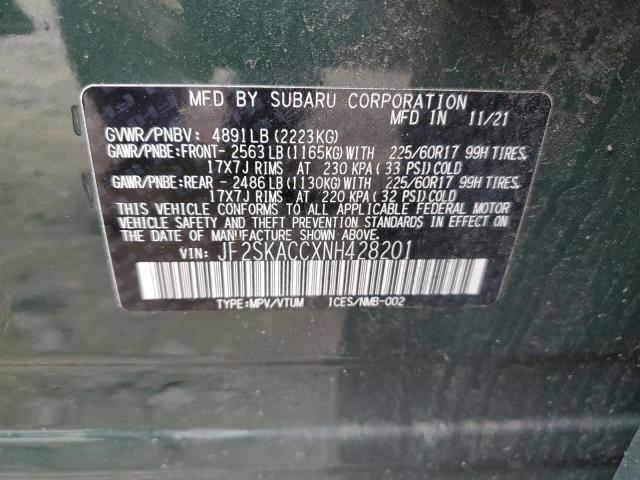 MFD BY SUBARU CORPORATION
MFD IN 11/21
GVWR/PNBV: 4891LB(2223KG)
GAWR/PNBE:FRONT- 2563LB(1165KG)WITH 225/60R17 99H TIRES,
17X7J RIMS AT 230 KPA(33 PSI)COLD
GAWR/PNBE:REAR - 2486LB(1130KG)WITH 225/60R17 99H TIRES,
17X7J RIMS AT 220 KPA(32 PSI)COLD
THIS VEHICLE CONFORMS TO ALL APPLICABLE FEDERAL MOTOR
VEHICLE SAFETY AND THEFT PREVENTION STANDARDS IN EFFECT ON
THE DATE OF MANUFACTURE SHOWN ABOVE.
VIN: JF2SKACCXNH428201
TYPE:MPV/VTUM ICES/NMB-002